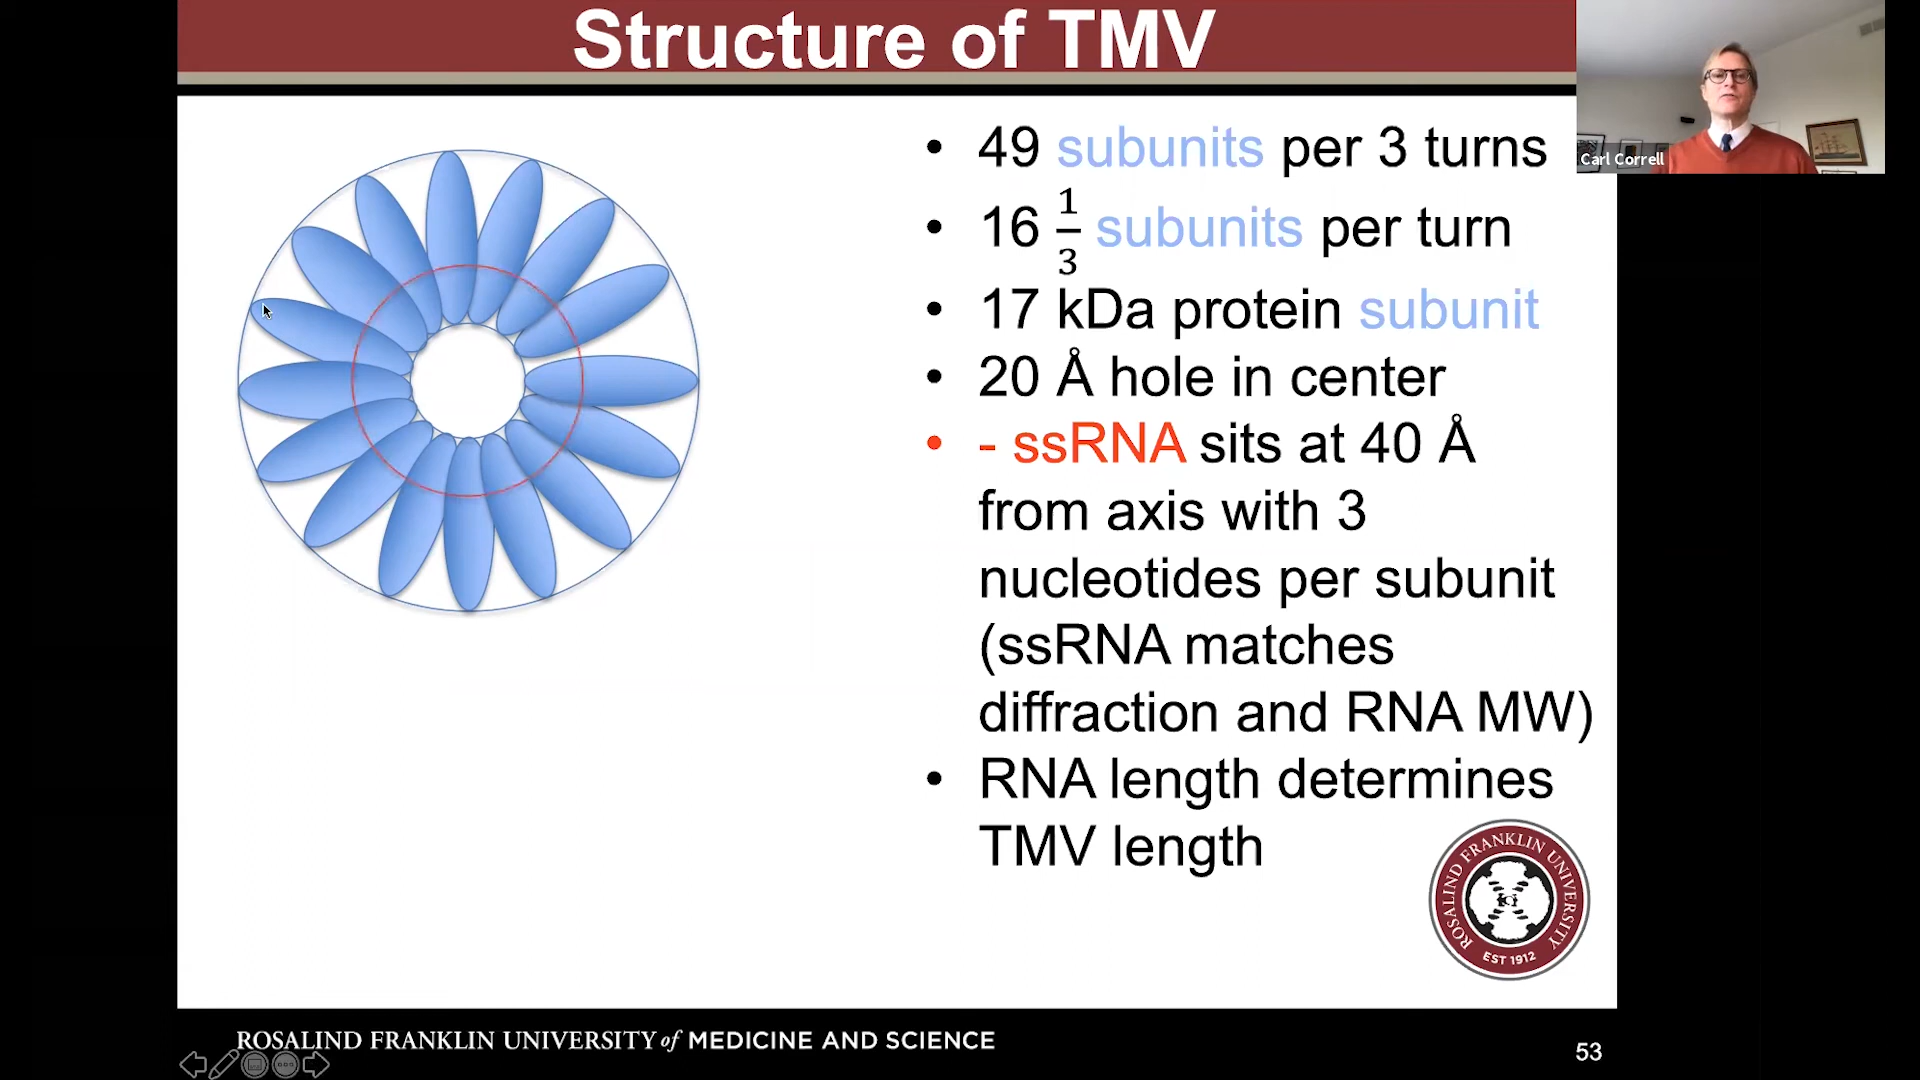 Structure of TMV
Carl Correll
• 49 subunits per 3 turns
• 16 1/3 subunits per turn
• 17 kDa protein subunit
• 20 Å hole in center
• - ssRNA sits at 40 Å
from axis with 3
nucleotides per subunit
(ssRNA matches
diffraction and RNA MW)
• RNA length determines
TMV length
ROSALIND FRANKLIN UNIVERSITY
EST 1912
ROSALIND FRANKLIN UNIVERSITY of MEDICINE AND SCIENCE
53